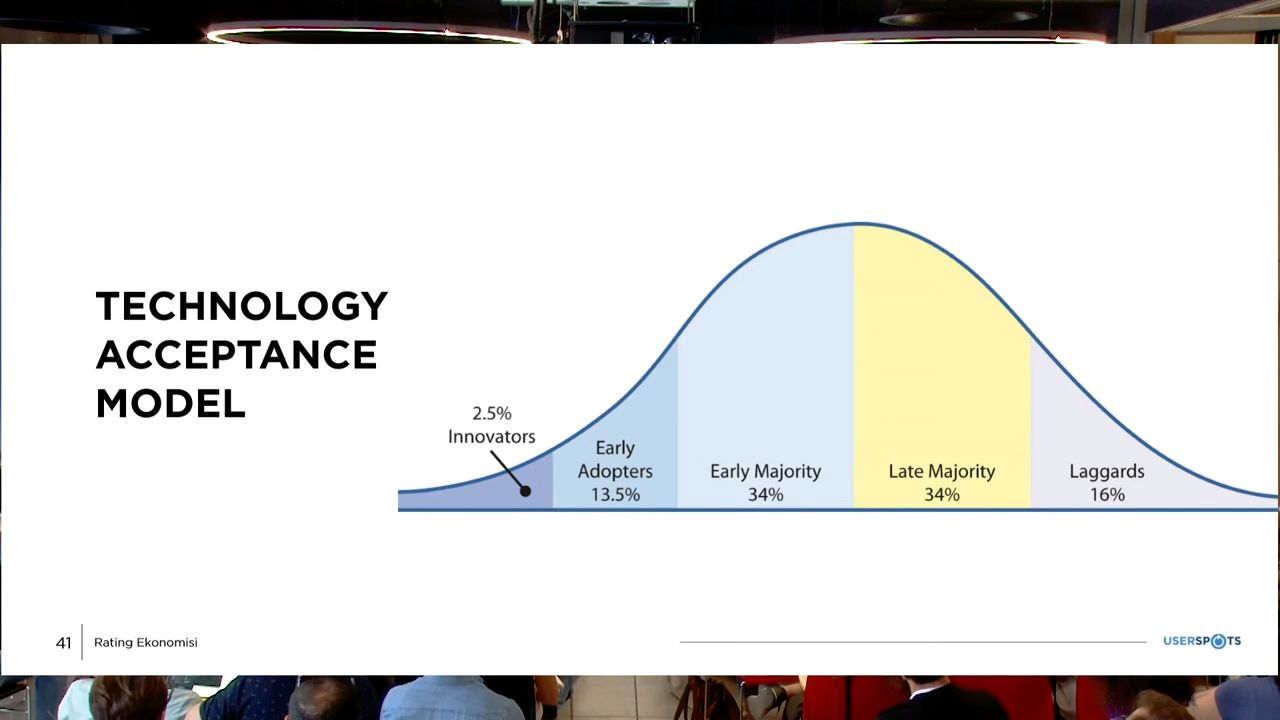 TECHNOLOGY
ACCEPTANCE
MODEL
2.5%
Innovators
Early
Adopters
13.5%
Early Majority
34%
Late Majority
34%
Laggards
16%
41
Rating Ekonomisi
USERSPOTS